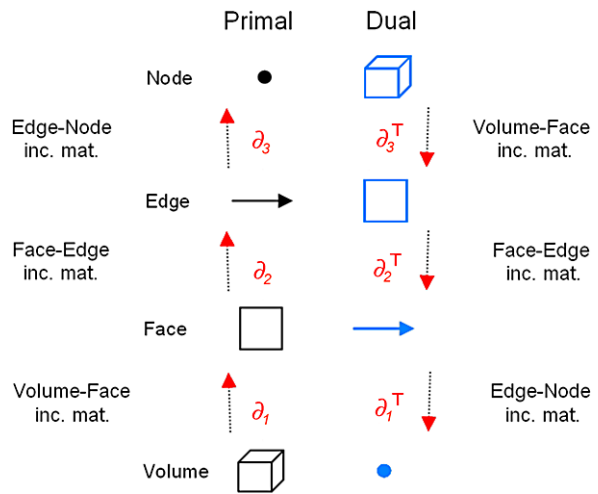 Primal Dual
Node
Edge-Node
inc. mat.
∂3
∂3ᵀ
Volume-Face
inc. mat.
Edge
Face-Edge
inc. mat.
∂2
∂2ᵀ
Face-Edge
inc. mat.
Face
Volume-Face
inc. mat.
∂1
∂1ᵀ
Edge-Node
inc. mat.
Volume